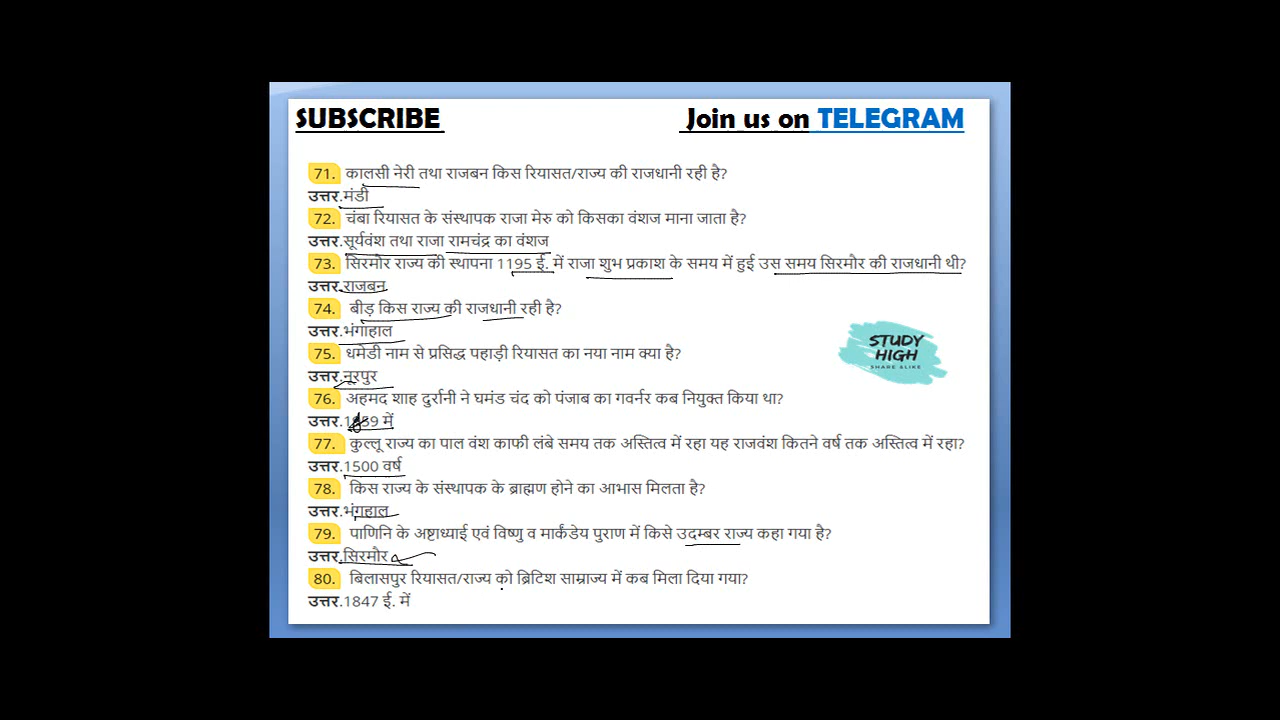 SUBSCRIBE Join us on TELEGRAM
71. कालसी नेरी तथा राजबन किस रियासत/राज्य की राजधानी रही है?
उत्तर.मंडी
72. चंबा रियासत के संस्थापक राजा मेरु को किसका वंशज माना जाता है?
उत्तर.सूर्यवंश तथा राजा रामचंद्र का वंशज
73. सिरमौर राज्य की स्थापना 1195 ई. में राजा शुभ प्रकाश के समय में हुई उस समय सिरमौर की राजधानी थी?
उत्तर.राजबन
74. बीड़ किस राज्य की राजधानी रही है?
उत्तर.भंगाहाल
75. धमेडी नाम से प्रसिद्ध पहाड़ी रियासत का नया नाम क्या है?
उत्तर.नूरपुर
STUDY
HIGH
SHARE ALIKE
76. अहमद शाह दुर्रानी ने घमंड चंद को पंजाब का गवर्नर कब नियुक्त किया था?
उत्तर. में
77. कुल्लू राज्य का पाल वंश काफी लंबे समय तक अस्तित्व में रहा यह राजवंश कितने वर्ष तक अस्तित्व में रहा?
उत्तर.1500 वर्ष
78. किस राज्य के संस्थापक के ब्राह्मण होने का आभास मिलता है?
उत्तर.भंगहाल
79. पाणिनि के अष्टाध्याई एवं विष्णु व मार्कंडेय पुराण में किसे उदम्बर राज्य कहा गया है?
उत्तर.सिरमौर
80. बिलासपुर रियासत/राज्य को ब्रिटिश साम्राज्य में कब मिला दिया गया?
उत्तर.1847 ई. में